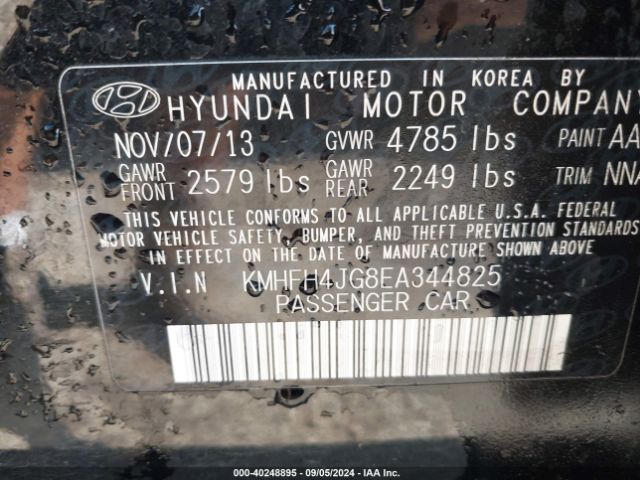 MANUFACTURED IN KOREA BY
HYUNDAI MOTOR COMPANY
NOV/07/13 GVWR 4785 lbs PAINT AA
GAWR FRONT 2579 lbs GAWR REAR 2249 lbs TRIM NNA
THIS VEHICLE CONFORMS TO ALL APPLICABLE U.S.A. FEDERAL
MOTOR VEHICLE SAFETY, BUMPER, AND THEFT PREVENTION STANDARDS
IN EFFECT ON THE DATE OF MANUFACTURE SHOWN ABOVE
V.I.N KMHFH4JG8EA344825
PASSENGER CAR
000-40248895 - 09/05/2024 - IAA Inc.